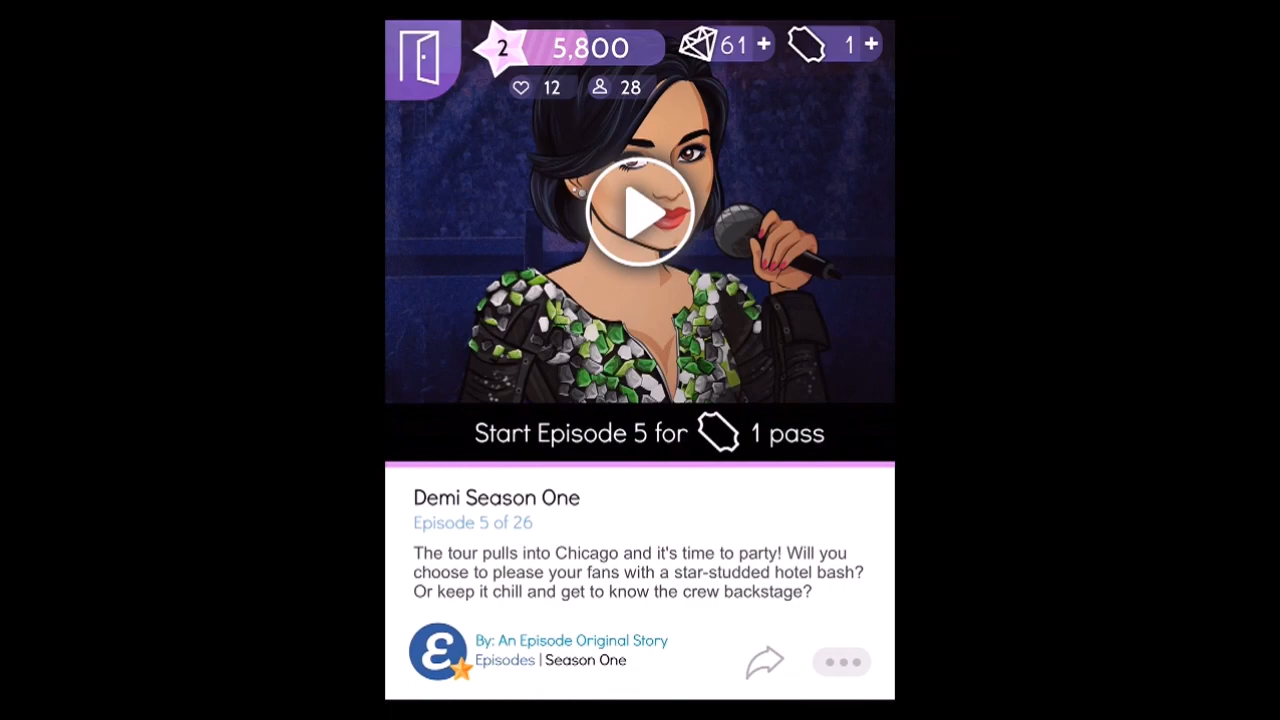 2 5,800 61 + 1 +
12 28
Start Episode 5 for 1 pass
Demi Season One
Episode 5 of 26
The tour pulls into Chicago and it's time to party! Will you
choose to please your fans with a star-studded hotel bash?
Or keep it chill and get to know the crew backstage?
By: An Episode Original Story
Episodes | Season One